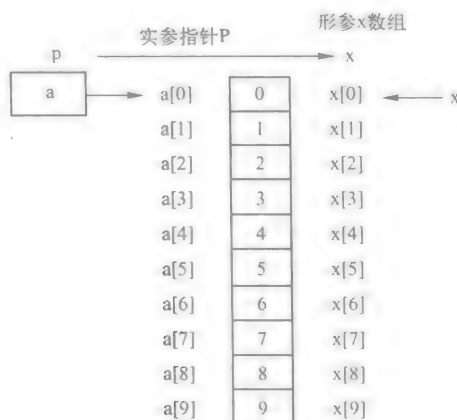 实参指针P 形参x数组
p x
a a[0] 0 x[0] x
a[1] 1 x[1]
a[2] 2 x[2]
a[3] 3 x[3]
a[4] 4 x[4]
a[5] 5 x[5]
a[6] 6 x[6]
a[7] 7 x[7]
a[8] 8 x[8]
a[9] 9 x[9]